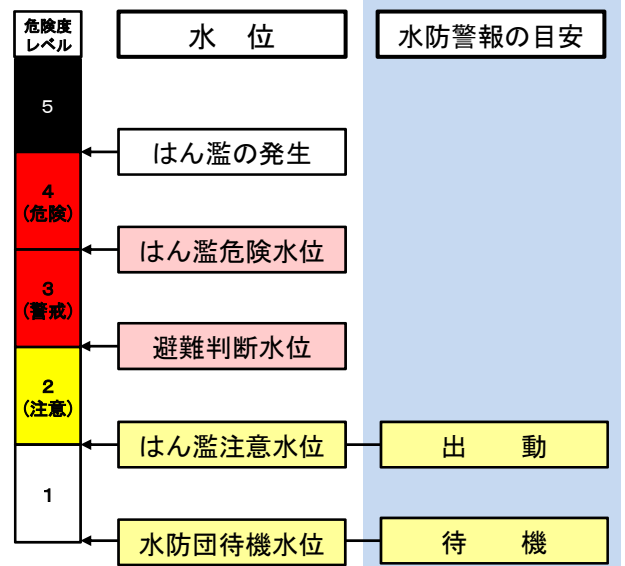 危険度
レベル
水 位
水防警報の目安
5
はん濫の発生
4
(危険)
はん濫危険水位
3
(警戒)
避難判断水位
2
(注意)
はん濫注意水位
出 動
1
水防団待機水位
待 機